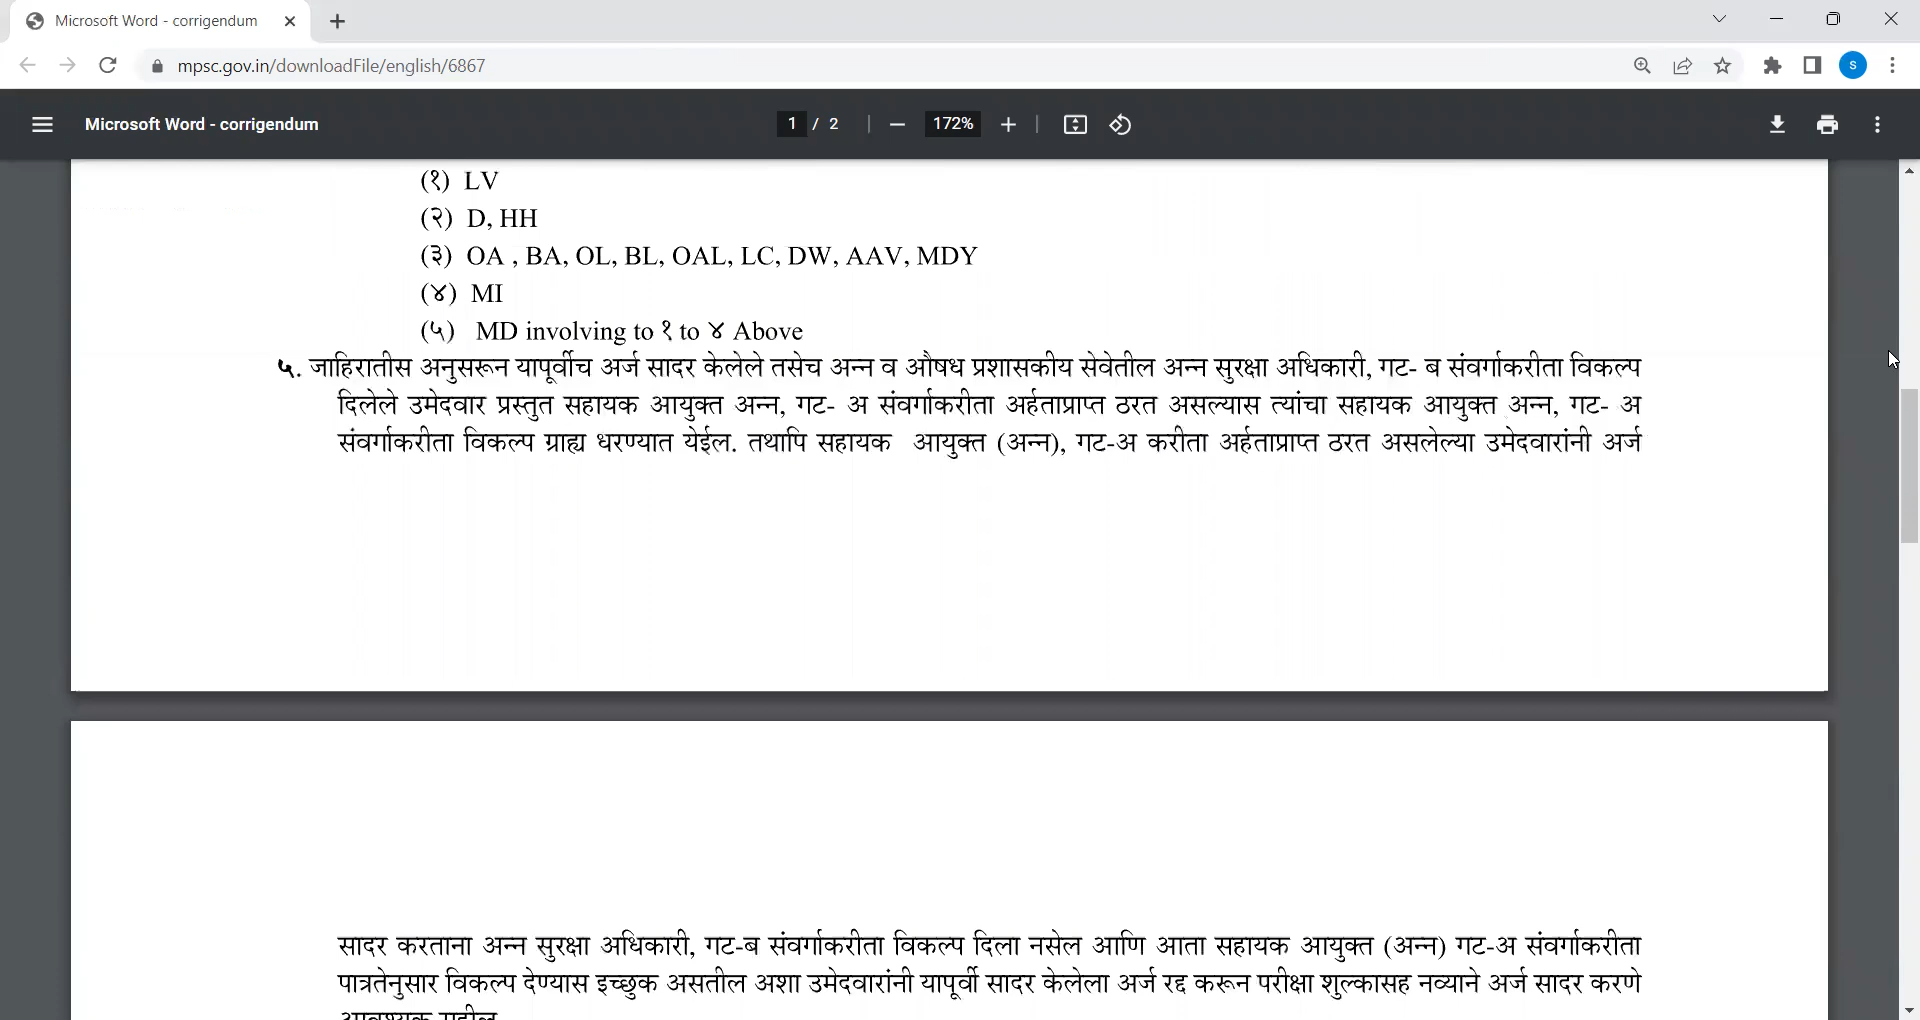 Microsoft Word - corrigendum
mpsc.gov.in/downloadFile/english/6867
S
Microsoft Word - corrigendum
1 / 2
172%
(१) LV
(२) D, HH
(३) OA , BA, OL, BL, OAL, LC, DW, AAV, MDY
(४) MI
(५) MD involving to १ to ४ Above
५. जाहिरातीस अनुसरून यापूर्वीच अर्ज सादर केलेले तसेच अन्न व औषध प्रशासकीय सेवेतील अन्न सुरक्षा अधिकारी, गट- ब संवर्गाकरीता विकल्प
दिलेले उमेदवार प्रस्तुत सहायक आयुक्त अन्न, गट- अ संवर्गाकरीता अर्हताप्राप्त ठरत असल्यास त्यांचा सहायक आयुक्त अन्न, गट- अ
संवर्गाकरीता विकल्प ग्राह्य धरण्यात येईल. तथापि सहायक आयुक्त (अन्न), गट-अ करीता अर्हताप्राप्त ठरत असलेल्या उमेदवारांनी अर्ज
सादर करताना अन्न सुरक्षा अधिकारी, गट-ब संवर्गाकरीता विकल्प दिला नसेल आणि आता सहायक आयुक्त (अन्न) गट-अ संवर्गाकरीता
पात्रतेनुसार विकल्प देण्यास इच्छुक असतील अशा उमेदवारांनी यापूर्वी सादर केलेला अर्ज रद्द करून परीक्षा शुल्कासह नव्याने अर्ज सादर करणे